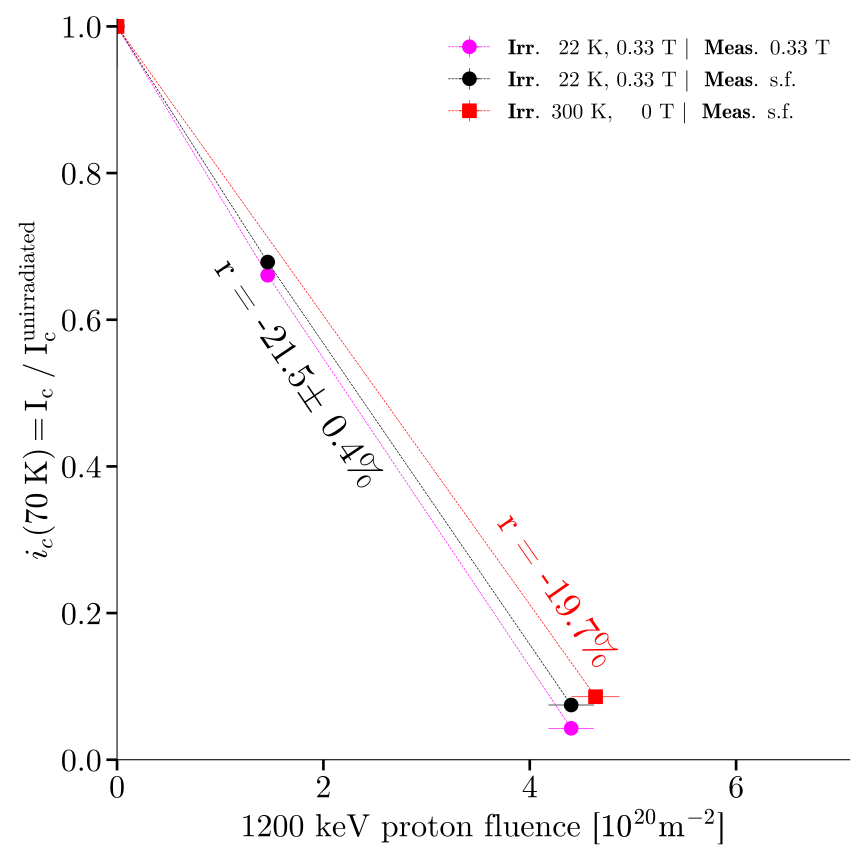 1.0
0.8
0.6
0.4
0.2
0.0
0 2 4 6
i_c(70 K) = I_c / I_c^unirradiated
Irr. 22 K, 0.33 T | Meas. 0.33 T
Irr. 22 K, 0.33 T | Meas. s.f.
Irr. 300 K, 0 T | Meas. s.f.
r = -21.5± 0.4%
r = -19.7%
1200 keV proton fluence [10²⁰m⁻²]